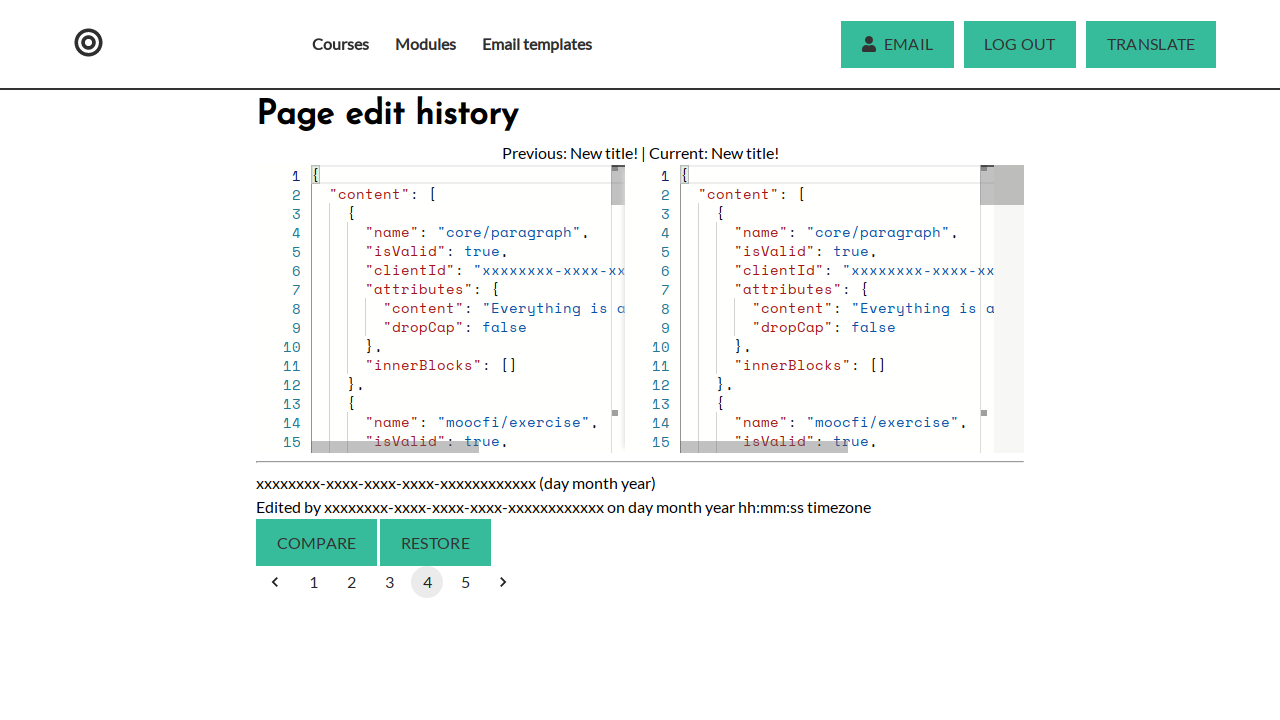 Courses Modules Email templates EMAIL LOG OUT TRANSLATE
Page edit history
Previous: New title! | Current: New title!
1 {
2 "content": [
3 {
4 "name": "core/paragraph",
5 "isValid": true,
6 "clientId": "xxxxxxxx-xxxx-xx
7 "attributes": {
8 "content": "Everything is a
9 "dropCap": false
10 },
11 "innerBlocks": []
12 },
13 {
14 "name": "moocfi/exercise",
15 "isValid": true,
1 {
2 "content": [
3 {
4 "name": "core/paragraph",
5 "isValid": true,
6 "clientId": "xxxxxxxx-xxxx-xx
7 "attributes": {
8 "content": "Everything is a
9 "dropCap": false
10 },
11 "innerBlocks": []
12 },
13 {
14 "name": "moocfi/exercise",
15 "isValid": true,
xxxxxxxx-xxxx-xxxx-xxxx-xxxxxxxxxxxx (day month year)
Edited by xxxxxxxx-xxxx-xxxx-xxxx-xxxxxxxxxxxx on day month year hh:mm:ss timezone
COMPARE RESTORE
1 2 3 4 5